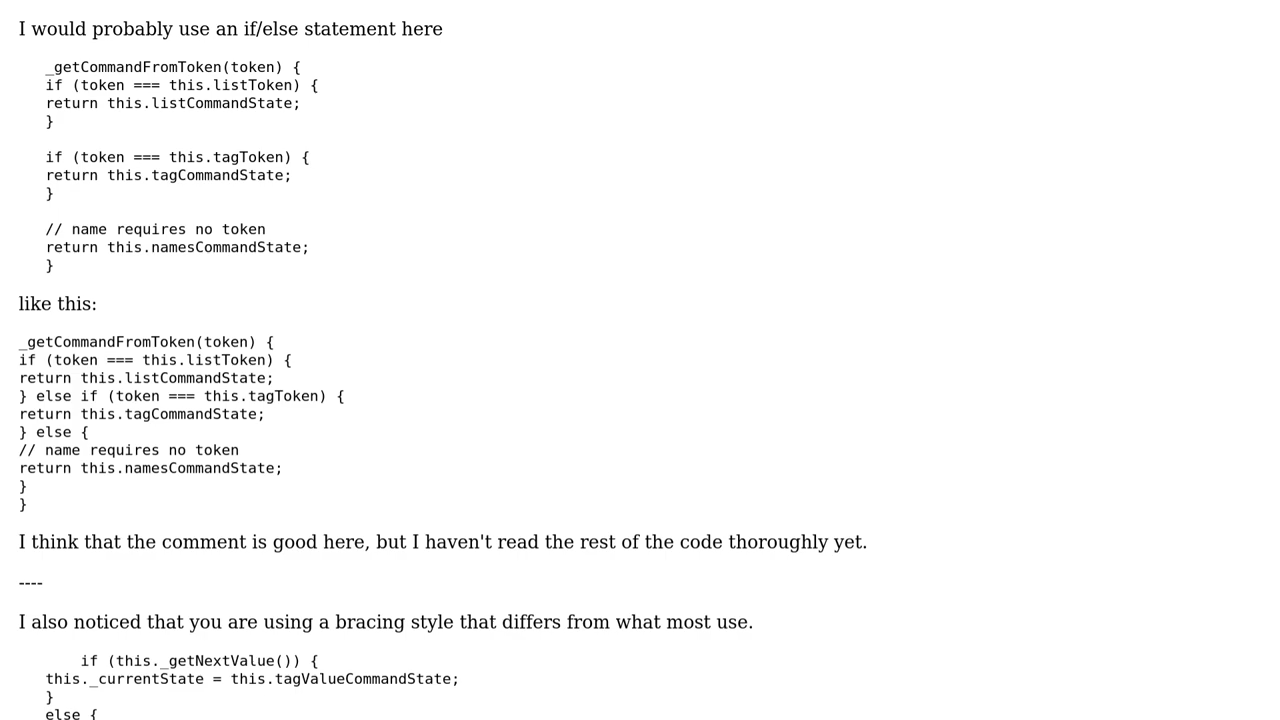 I would probably use an if/else statement here
_getCommandFromToken(token) {
if (token === this.listToken) {
return this.listCommandState;
}
if (token === this.tagToken) {
return this.tagCommandState;
}
// name requires no token
return this.namesCommandState;
}
like this:
_getCommandFromToken(token) {
if (token === this.listToken) {
return this.listCommandState;
} else if (token === this.tagToken) {
return this.tagCommandState;
} else {
// name requires no token
return this.namesCommandState;
}
}
I think that the comment is good here, but I haven't read the rest of the code thoroughly yet.
----
I also noticed that you are using a bracing style that differs from what most use.
if (this._getNextValue()) {
this._currentState = this.tagValueCommandState;
}
else {